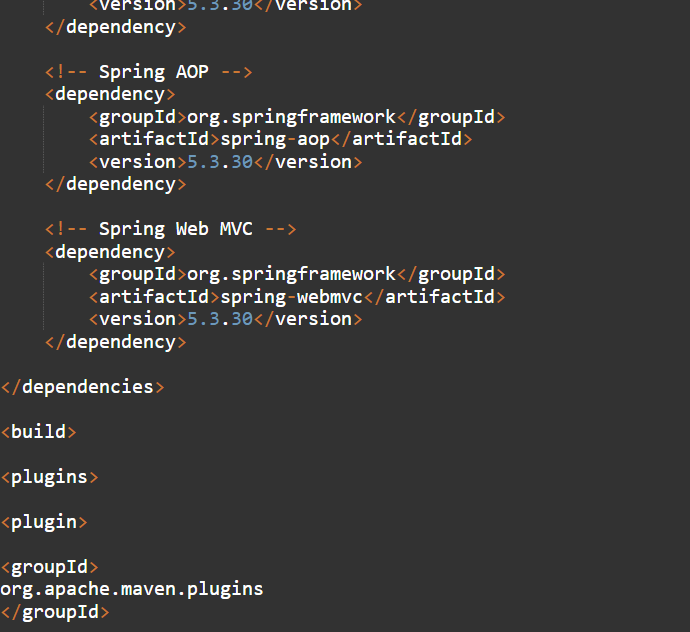 <version>5.3.30</version>
</dependency>
<!-- Spring AOP -->
<dependency>
<groupId>org.springframework</groupId>
<artifactId>spring-aop</artifactId>
<version>5.3.30</version>
</dependency>
<!-- Spring Web MVC -->
<dependency>
<groupId>org.springframework</groupId>
<artifactId>spring-webmvc</artifactId>
<version>5.3.30</version>
</dependency>
</dependencies>
<build>
<plugins>
<plugin>
<groupId>
org.apache.maven.plugins
</groupId>